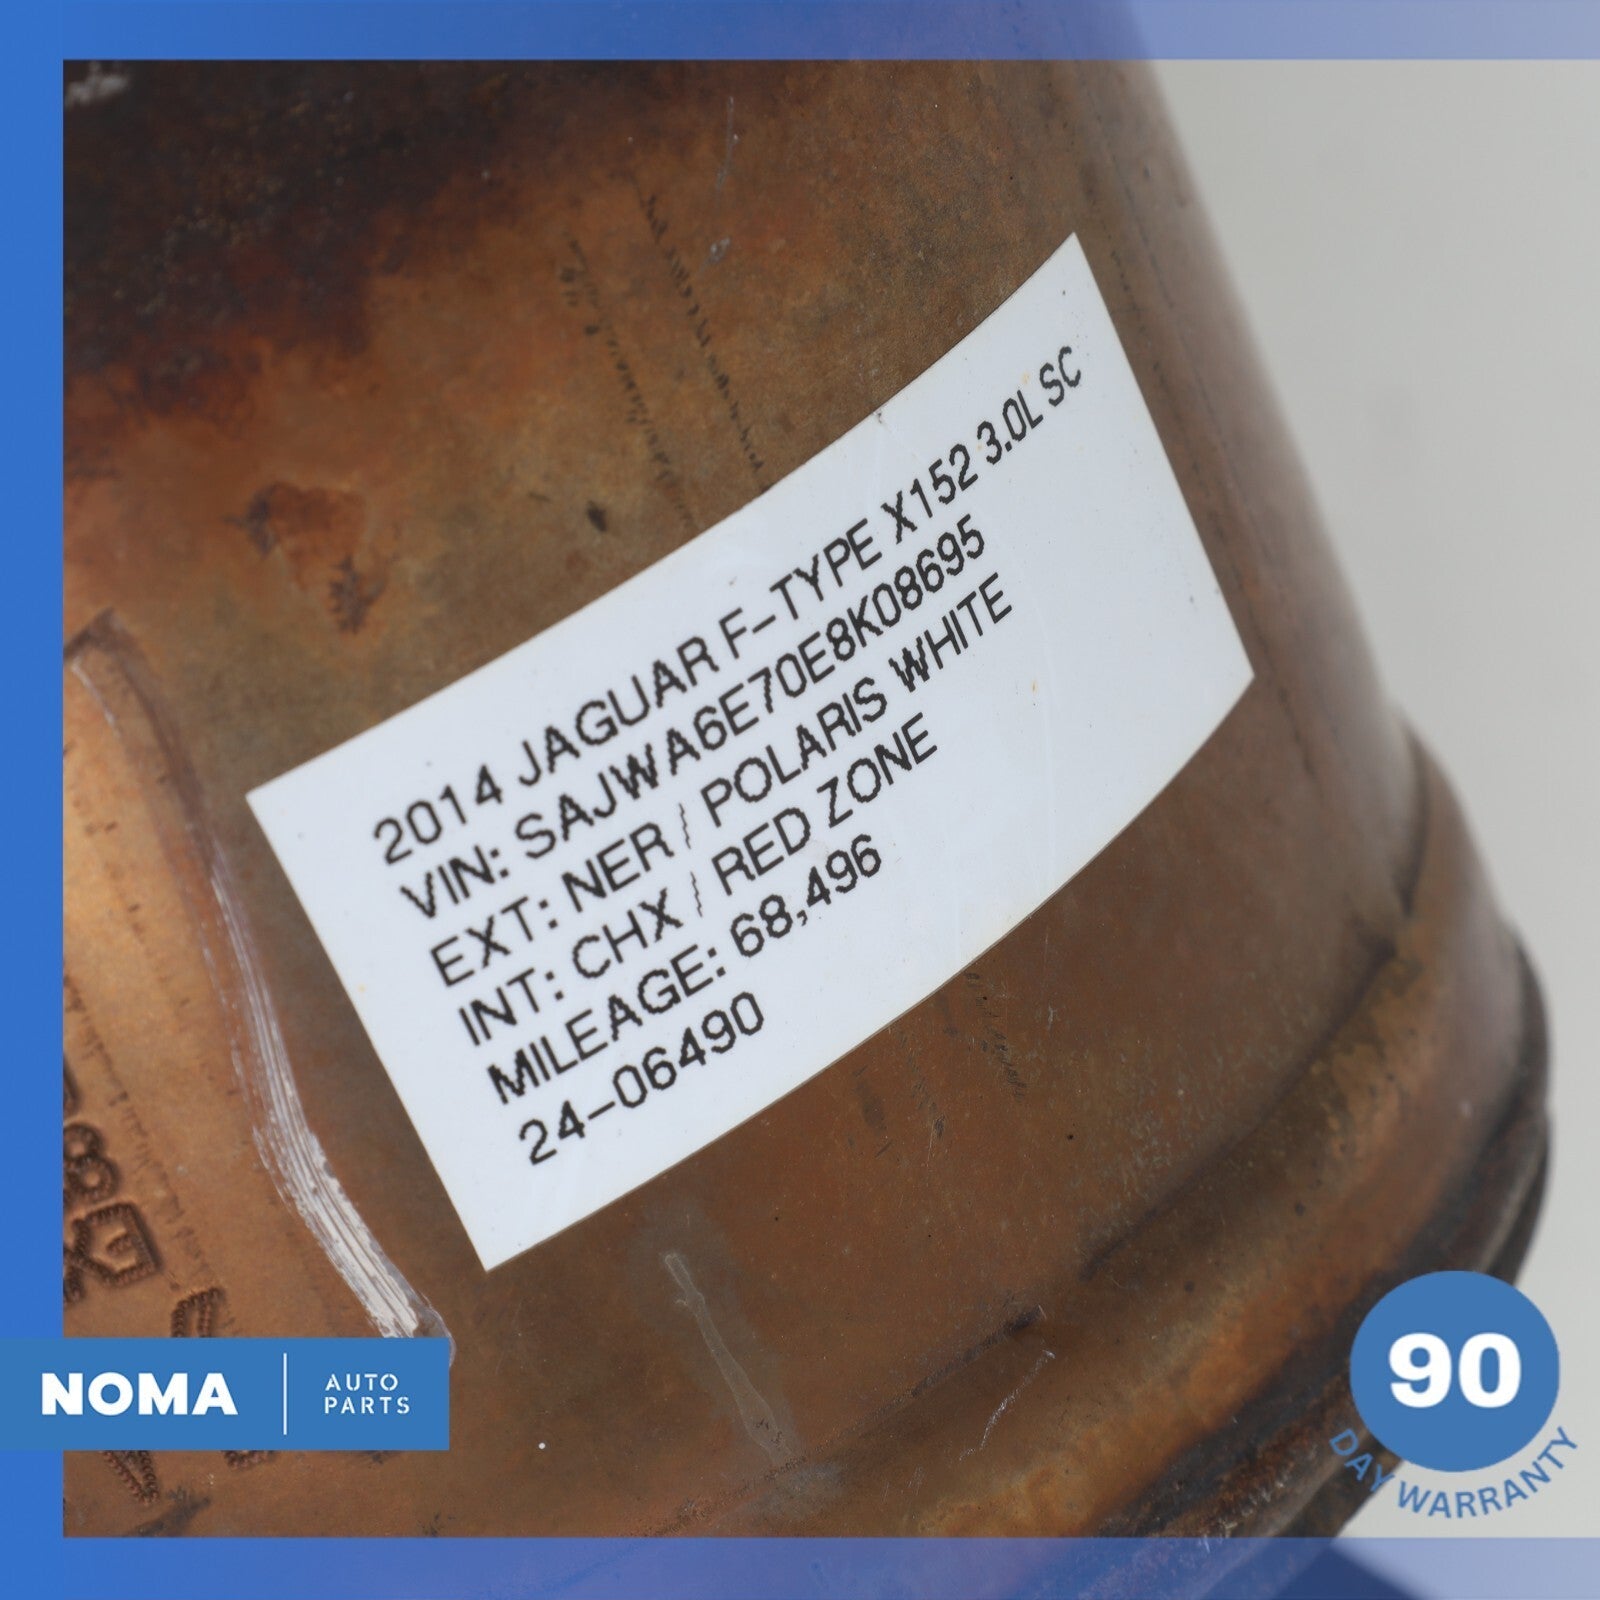 2014 JAGUAR F-TYPE X152 3.0L SC
VIN: SAJWA6E70E8K08695
EXT: NER / POLARIS WHITE
INT: CHX / RED ZONE
MILEAGE: 68,496
24-06490
NOMA
AUTO
PARTS
90
DAY WARRANTY